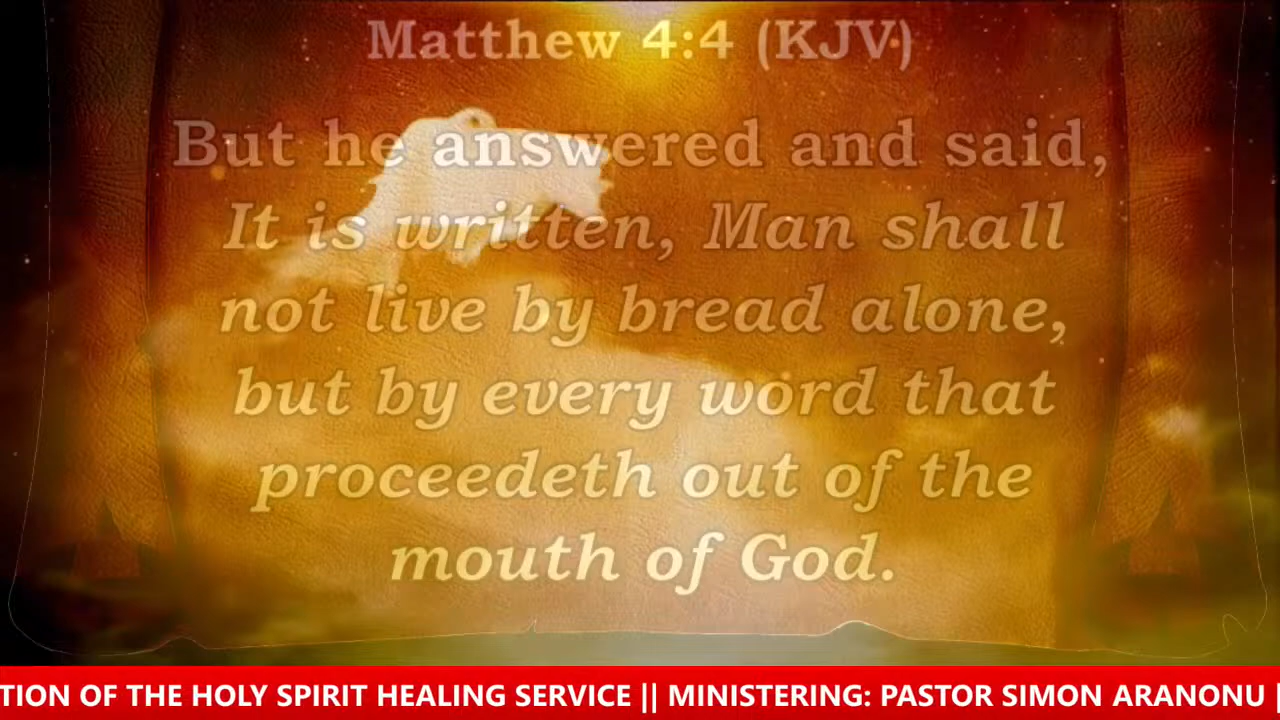 Matthew 4:4 (KJV)
But he answered and said,
It is written, Man shall
not live by bread alone,
but by every word that
proceedeth out of the
mouth of God.
TION OF THE HOLY SPIRIT HEALING SERVICE || MINISTERING: PASTOR SIMON ARANONU |